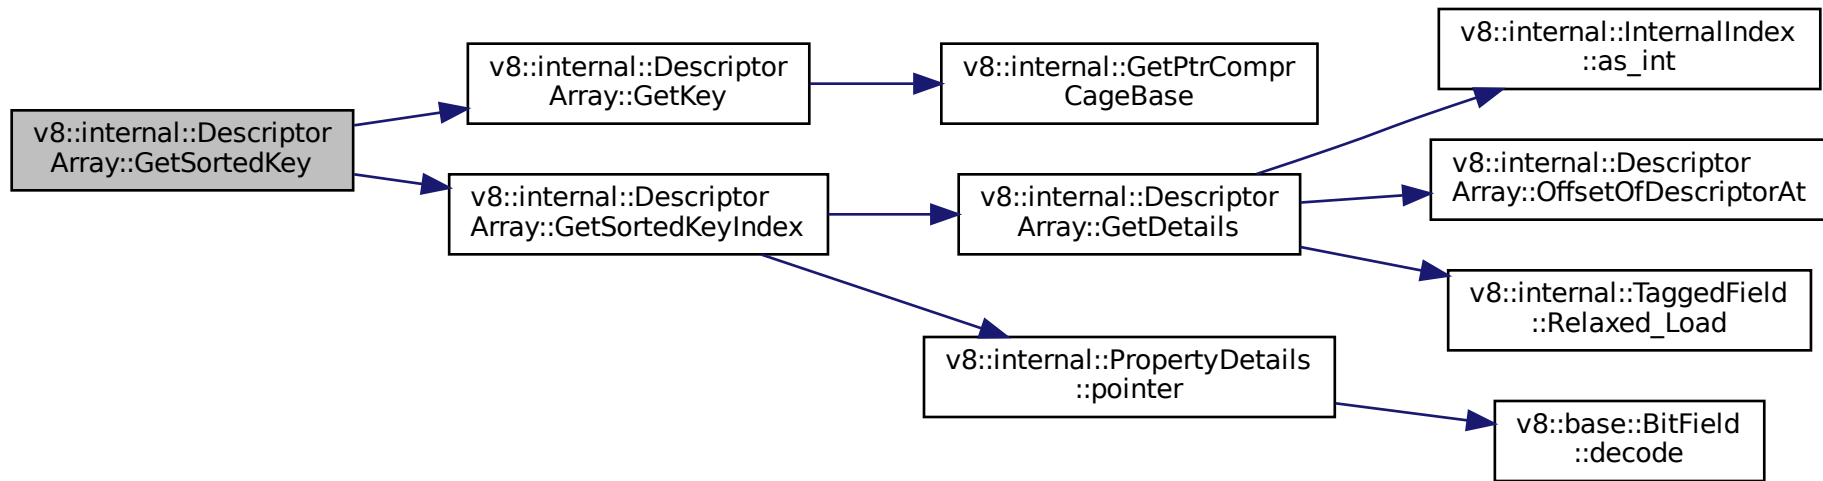 v8::internal::Descriptor
Array::GetSortedKey
v8::internal::Descriptor
Array::GetKey
v8::internal::GetPtrCompr
CageBase
v8::internal::Descriptor
Array::GetSortedKeyIndex
v8::internal::Descriptor
Array::GetDetails
v8::internal::InternalIndex
::as_int
v8::internal::Descriptor
Array::OffsetOfDescriptorAt
v8::internal::TaggedField
::Relaxed_Load
v8::internal::PropertyDetails
::pointer
v8::base::BitField
::decode